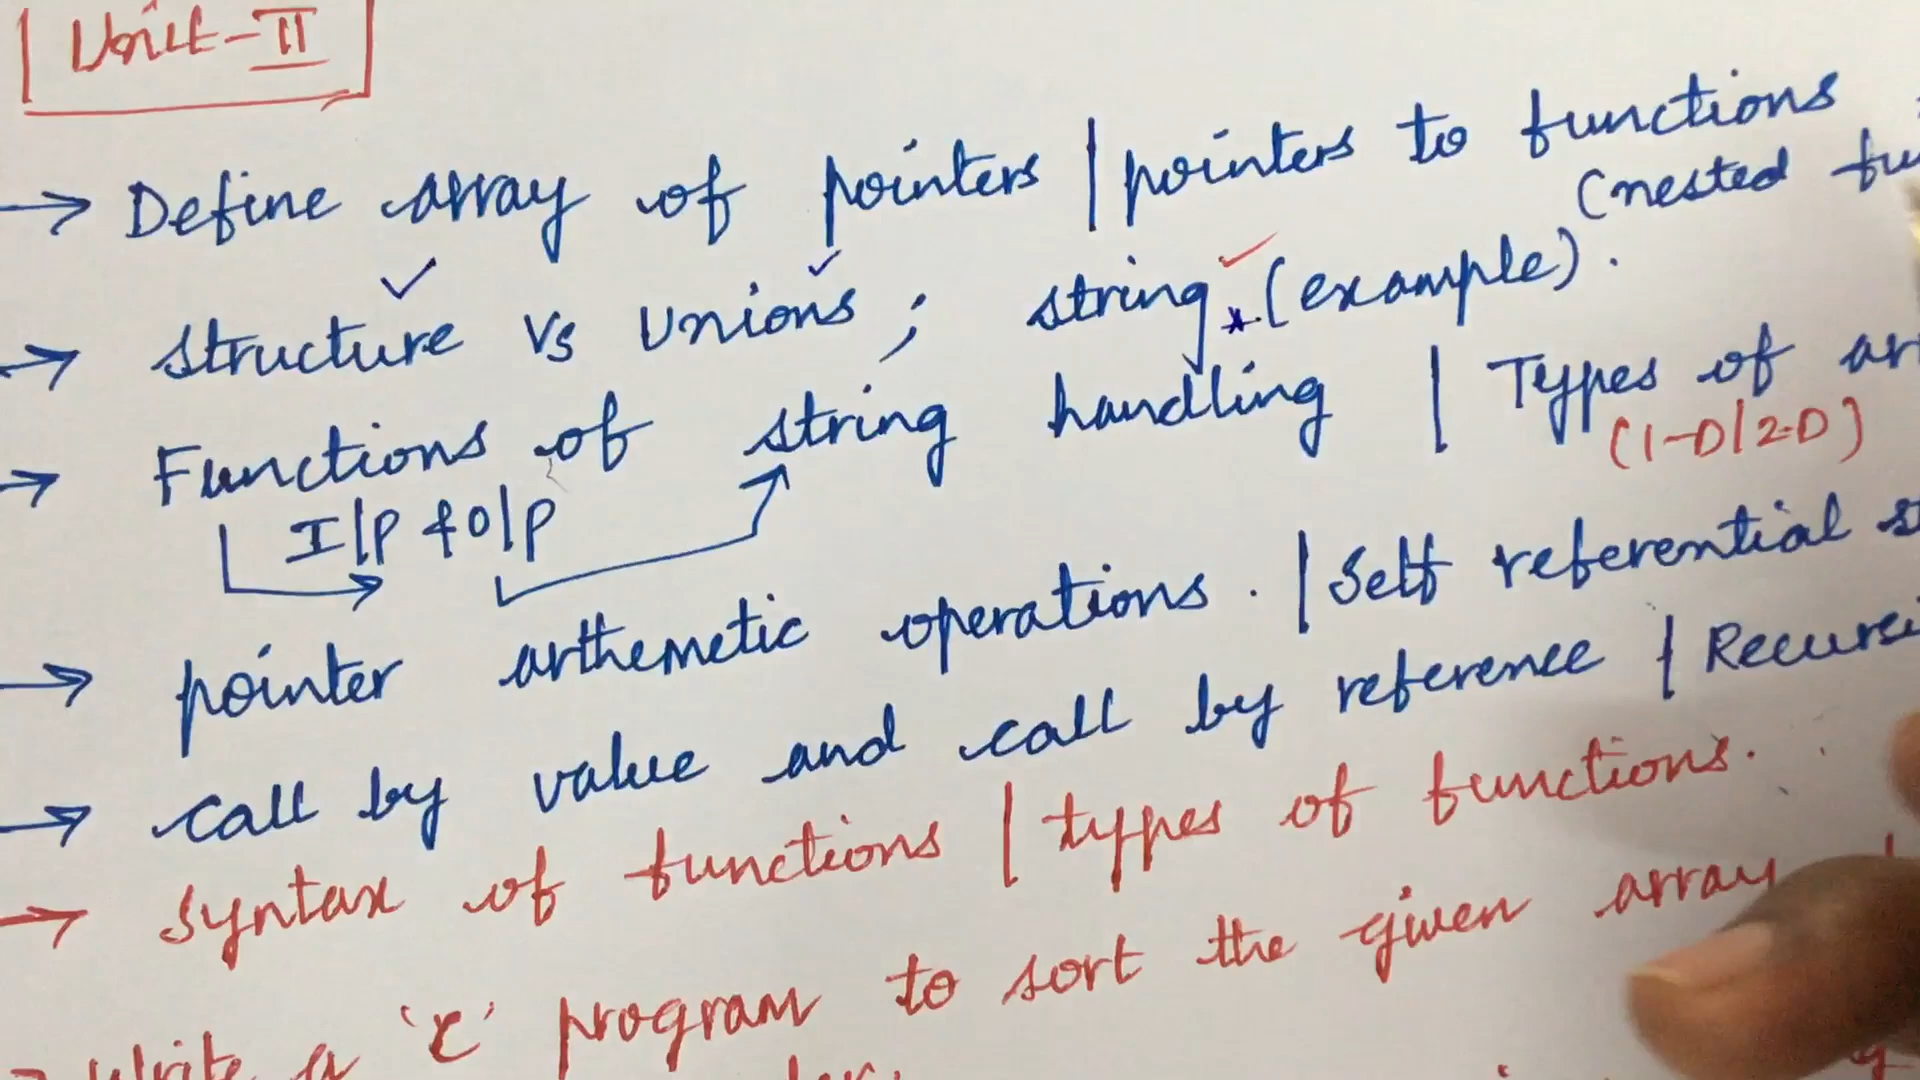 Unit-II
→ Define array of pointers | pointers to functions
(nested
→ structure Vs Unions ; string * (example).
→ Functions of string handling | Types of
(1-D/2-D)
I/p & o/p
→ pointer arthemetic operations. | Self referential
→ call by value and call by reference | Recursi
→ syntax of functions | types of functions.
→ Write a 'C' program to sort the given array